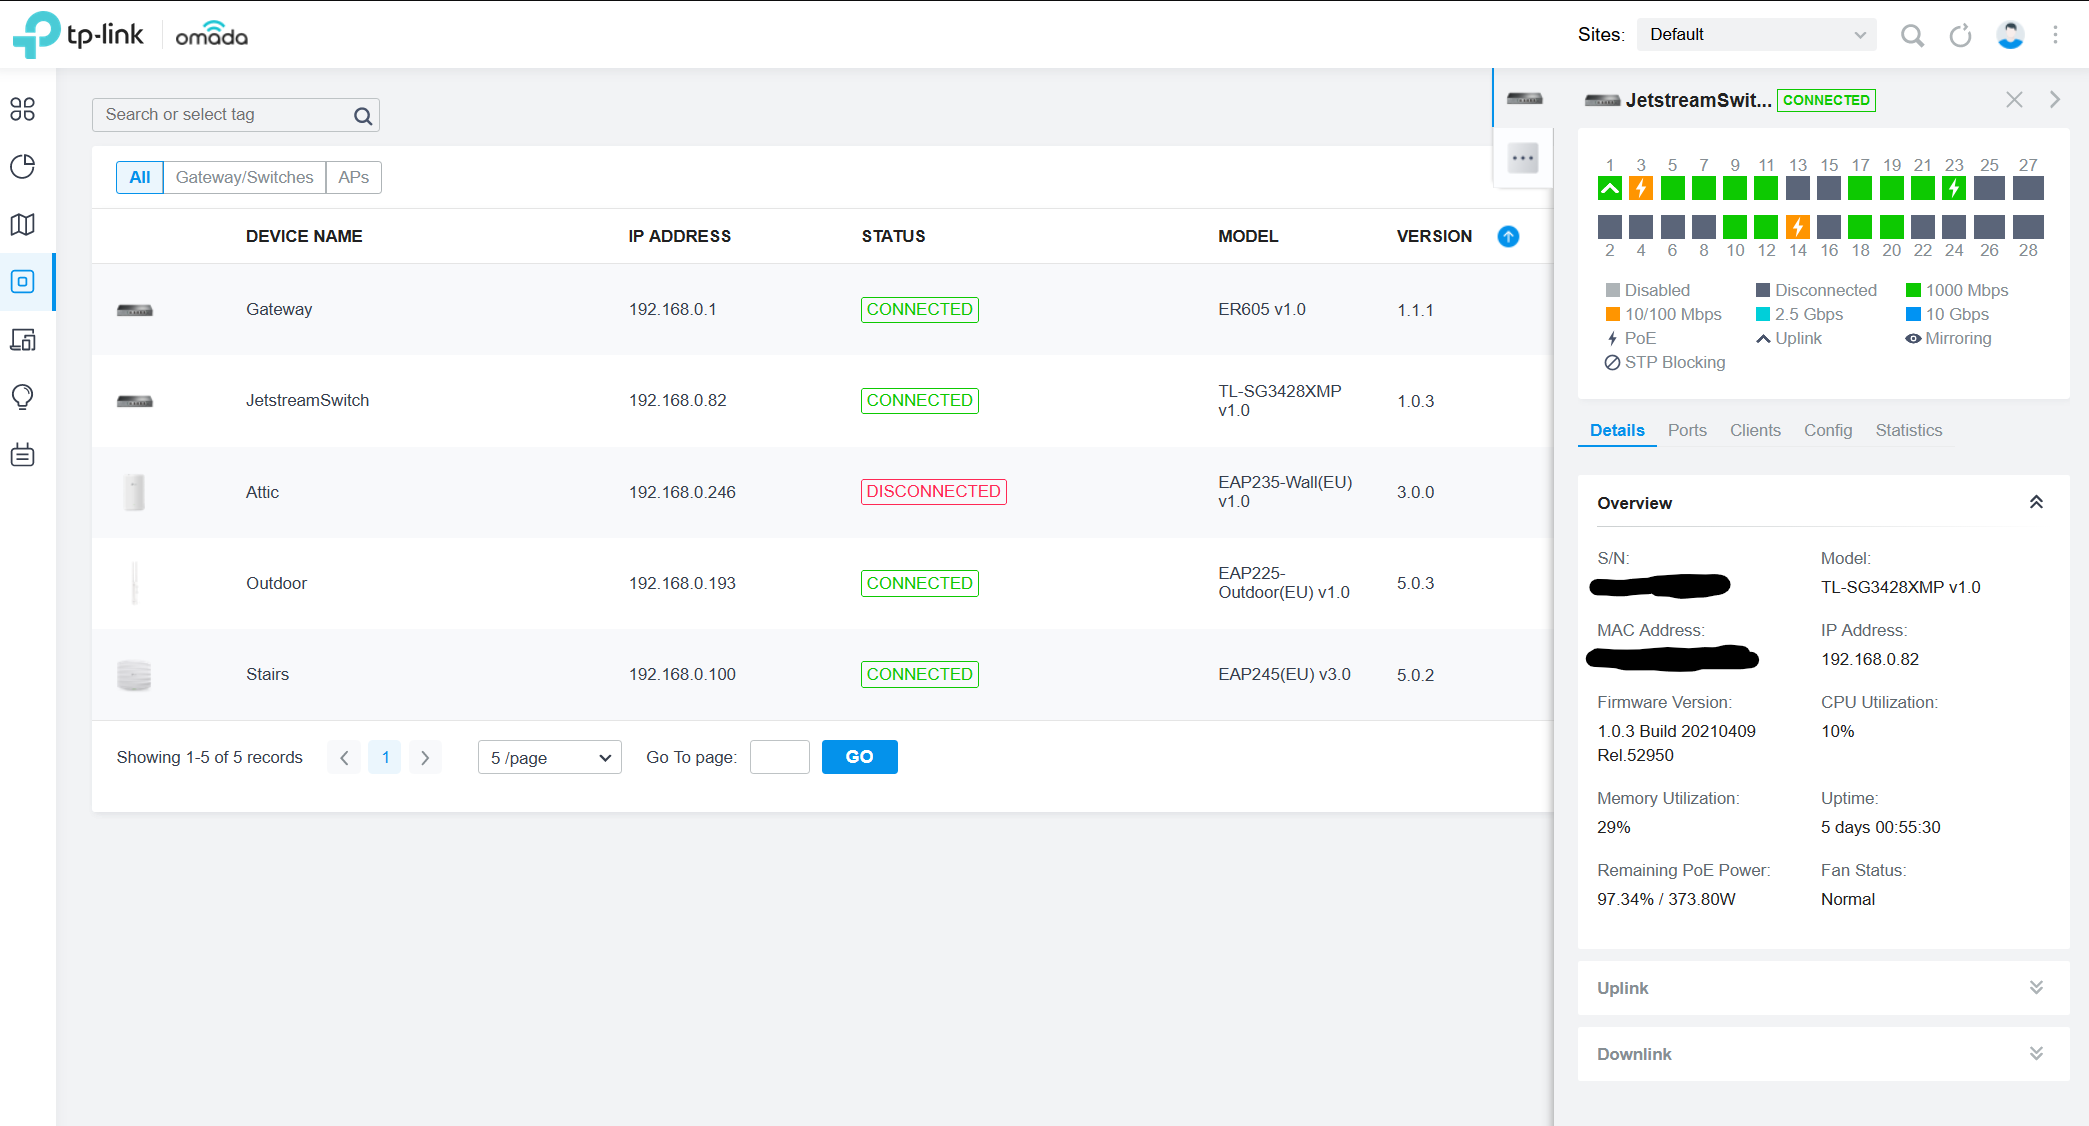 tp-link omada
Sites: Default
Search or select tag
All Gateway/Switches APs
DEVICE NAME IP ADDRESS STATUS MODEL VERSION
Gateway 192.168.0.1 CONNECTED ER605 v1.0 1.1.1
JetstreamSwitch 192.168.0.82 CONNECTED TL-SG3428XMP v1.0 1.0.3
Attic 192.168.0.246 DISCONNECTED EAP235-Wall(EU) v1.0 3.0.0
Outdoor 192.168.0.193 CONNECTED EAP225-Outdoor(EU) v1.0 5.0.3
Stairs 192.168.0.100 CONNECTED EAP245(EU) v3.0 5.0.2
Showing 1-5 of 5 records 1 5 /page Go To page: GO
JetstreamSwit... CONNECTED
1 3 5 7 9 11 13 15 17 19 21 23 25 27
2 4 6 8 10 12 14 16 18 20 22 24 26 28
Disabled Disconnected 1000 Mbps
10/100 Mbps 2.5 Gbps 10 Gbps
PoE Uplink Mirroring
STP Blocking
Details Ports Clients Config Statistics
Overview
S/N: Model:
TL-SG3428XMP v1.0
MAC Address: IP Address:
192.168.0.82
Firmware Version: CPU Utilization:
1.0.3 Build 20210409 10%
Rel.52950
Memory Utilization: Uptime:
29% 5 days 00:55:30
Remaining PoE Power: Fan Status:
97.34% / 373.80W Normal
Uplink
Downlink